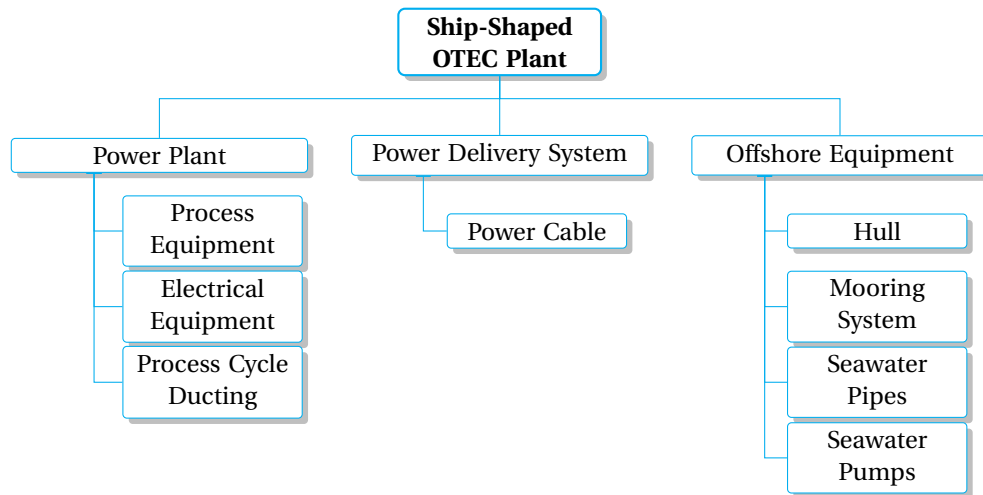 Ship-Shaped
OTEC Plant
Power Plant
Power Delivery System
Offshore Equipment
Process
Equipment
Electrical
Equipment
Process Cycle
Ducting
Power Cable
Hull
Mooring
System
Seawater
Pipes
Seawater
Pumps